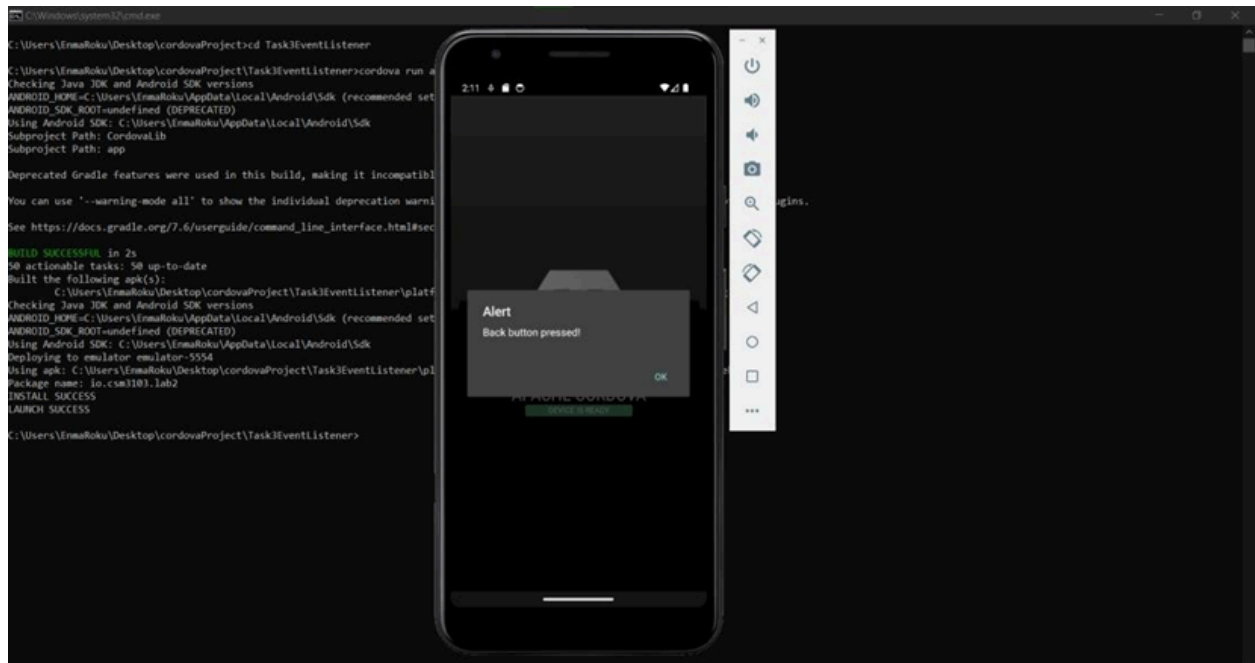 C:\Windows\system32\cmd.exe
C:\Users\EnmaRoku\Desktop\cordovaProject>cd Task3EventListener
C:\Users\EnmaRoku\Desktop\cordovaProject\Task3EventListener>cordova run a
Checking Java JDK and Android SDK versions
ANDROID_HOME=C:\Users\EnmaRoku\AppData\Local\Android\Sdk (recommended set
ANDROID_SDK_ROOT=undefined (DEPRECATED)
Using Android SDK: C:\Users\EnmaRoku\AppData\Local\Android\Sdk
Subproject Path: CordovaLib
Subproject Path: app
Deprecated Gradle features were used in this build, making it incompatibl
You can use '--warning-mode all' to show the individual deprecation warni
ugins.
See https://docs.gradle.org/7.6/userguide/command_line_interface.html#sec
BUILD SUCCESSFUL in 2s
50 actionable tasks: 50 up-to-date
Built the following apk(s):
C:\Users\EnmaRoku\Desktop\cordovaProject\Task3EventListener\platf
Checking Java JDK and Android SDK versions
ANDROID_HOME=C:\Users\EnmaRoku\AppData\Local\Android\Sdk (recommended set
ANDROID_SDK_ROOT=undefined (DEPRECATED)
Using Android SDK: C:\Users\EnmaRoku\AppData\Local\Android\Sdk
Deploying to emulator emulator-5554
Using apk: C:\Users\EnmaRoku\Desktop\cordovaProject\Task3EventListener\pl
Package name: io.csm3103.lab2
INSTALL SUCCESS
LAUNCH SUCCESS
C:\Users\EnmaRoku\Desktop\cordovaProject\Task3EventListener>
2:11
Alert
Back button pressed!
OK
APACHE CORDOVA
DEVICE IS READY